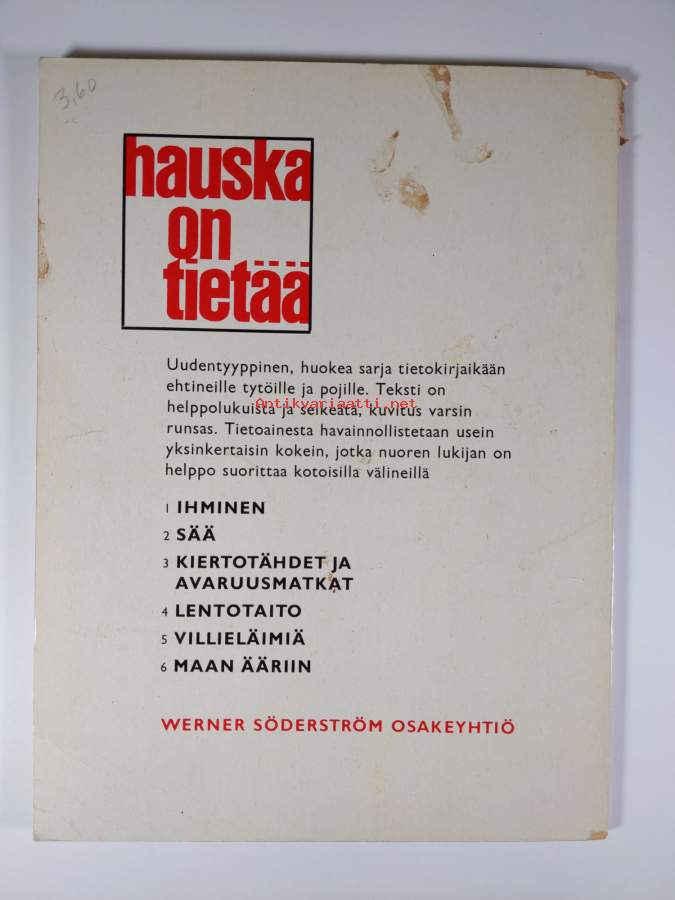 3,60
hauska
on
tietää
Uudentyyppinen, huokea sarja tietokirjaikään
ehtineille tytöille ja pojille. Teksti on
Antikvariaatti.net
helppolukuista ja selkeätä, kuvitus varsin
runsas. Tietoainesta havainnollistetaan usein
yksinkertaisin kokein, jotka nuoren lukijan on
helppo suorittaa kotoisilla välineillä
1 IHMINEN
2 SÄÄ
3 KIERTOTÄHDET JA
AVARUUSMATKAT
4 LENTOTAITO
5 VILLIELÄIMIÄ
6 MAAN ÄÄRIIN
WERNER SÖDERSTRÖM OSAKEYHTIÖ